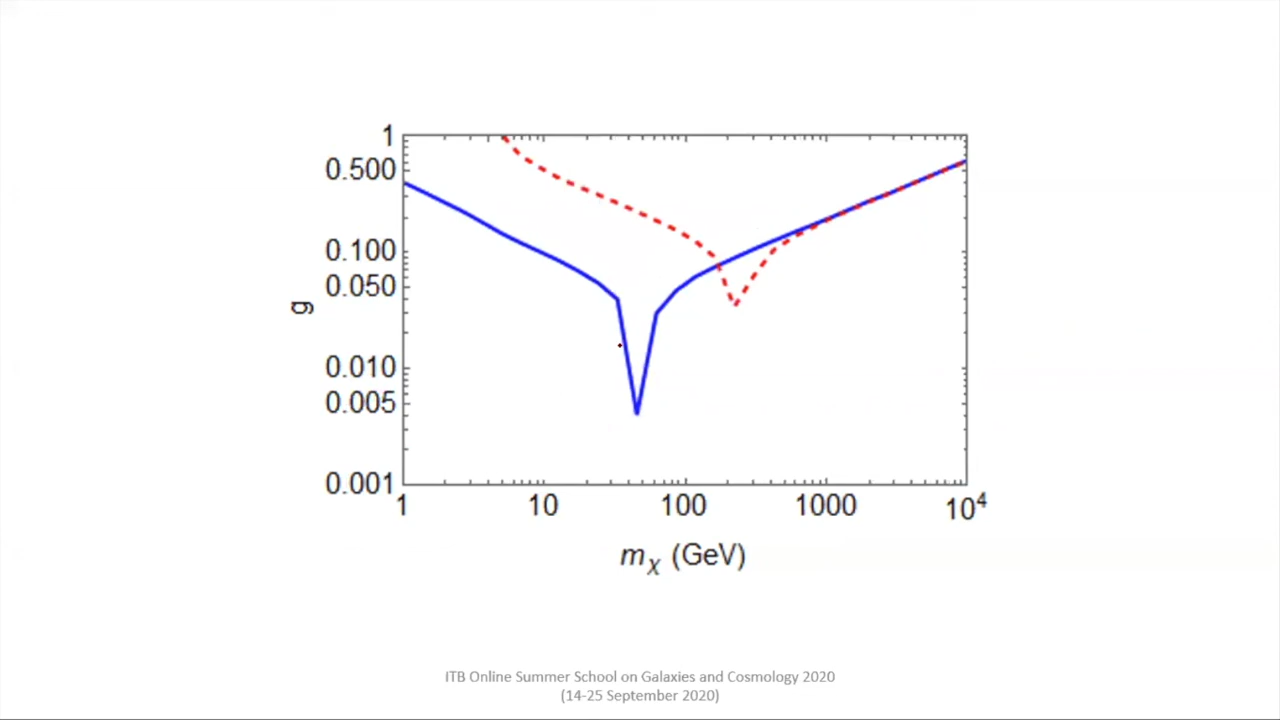 1
0.500
0.100
0.050
g
0.010
0.005
0.001
1 10 100 1000 10⁴
mχ (GeV)
ITB Online Summer School on Galaxies and Cosmology 2020
(14-25 September 2020)